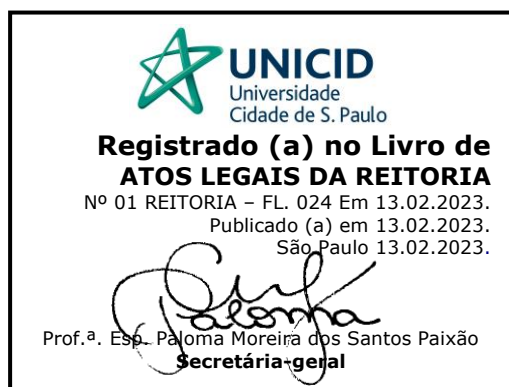 UNICID
Universidade
Cidade de S. Paulo
Registrado (a) no Livro de
ATOS LEGAIS DA REITORIA
Nº 01 REITORIA – FL. 024 Em 13.02.2023.
Publicado (a) em 13.02.2023.
São Paulo 13.02.2023.
Paloma
Prof.ª. Esp. Paloma Moreira dos Santos Paixão
Secretária-geral